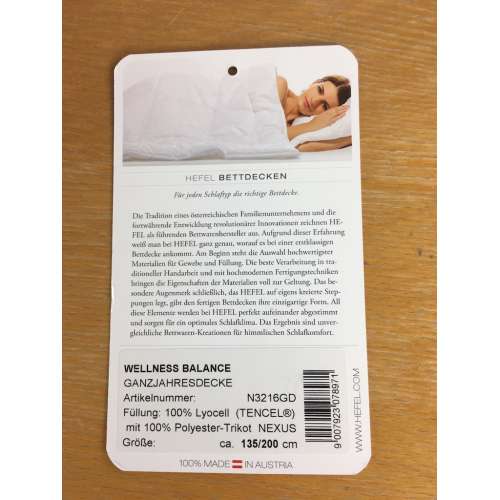 HEFEL BETTDECKEN
Für jeden Schlaftyp die richtige Bettdecke.
Die Tradition eines österreichischen Familienunternehmens und die
fortwährende Entwicklung revolutionärer Innovationen zeichnen HE-
FEL als führenden Bettwarenhersteller aus. Aufgrund dieser Erfahrung
weiß man bei HEFEL ganz genau, worauf es bei einer erstklassigen
Bettdecke ankommt. Am Beginn steht die Auswahl hochwertigster
Materialien für Gewebe und Füllung. Die beste Verarbeitung in tra-
ditioneller Handarbeit und mit hochmodernen Fertigungstechniken
bringen die Eigenschaften der Materialien voll zur Geltung. Das be-
sondere Augenmerk schließlich, das HEFEL auf eigens kreierte Step-
pungen legt, gibt den fertigen Bettdecken ihre einzigartige Form. All
diese Elemente werden bei HEFEL perfekt aufeinander abgestimmt
und sorgen für ein optimales Schlafklima. Das Ergebnis sind unver-
gleichliche Bettwaren-Kreationen für himmlischen Schlafkomfort.
WELLNESS BALANCE
GANZJAHRESDECKE
Artikelnummer: N3216GD
Füllung: 100% Lyocell (TENCEL®)
mit 100% Polyester-Trikot NEXUS
Größe: ca. 135/200 cm
9007923078971
WWW.HEFEL.COM
100% MADE IN AUSTRIA